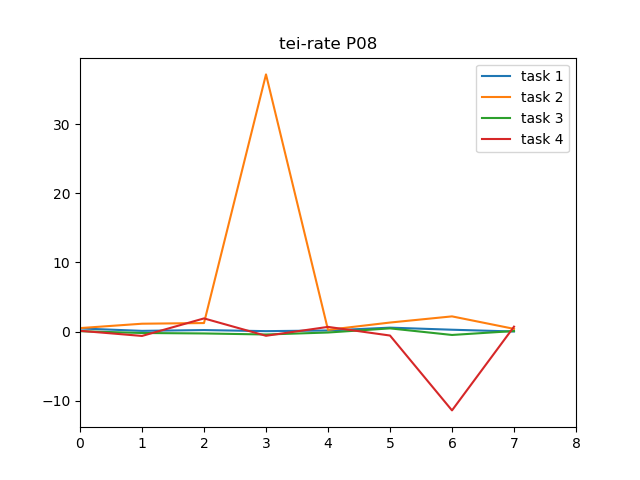 tei-rate P08
task 1
task 2
task 3
task 4
30
20
10
0
−10
0 1 2 3 4 5 6 7 8